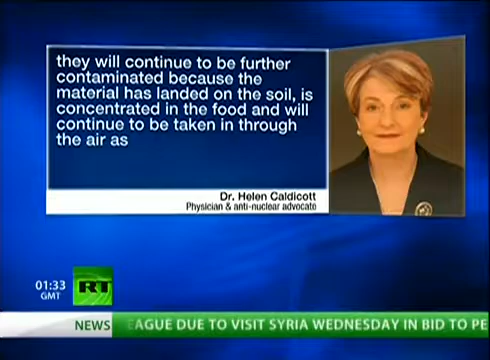 they will continue to be further
contaminated because the
material has landed on the soil, is
concentrated in the food and will
continue to be taken in through
the air as
Dr. Helen Caldicott
Physician & anti-nuclear advocate
01:33
GMT
RT
NEWS
EAGUE DUE TO VISIT SYRIA WEDNESDAY IN BID TO PE